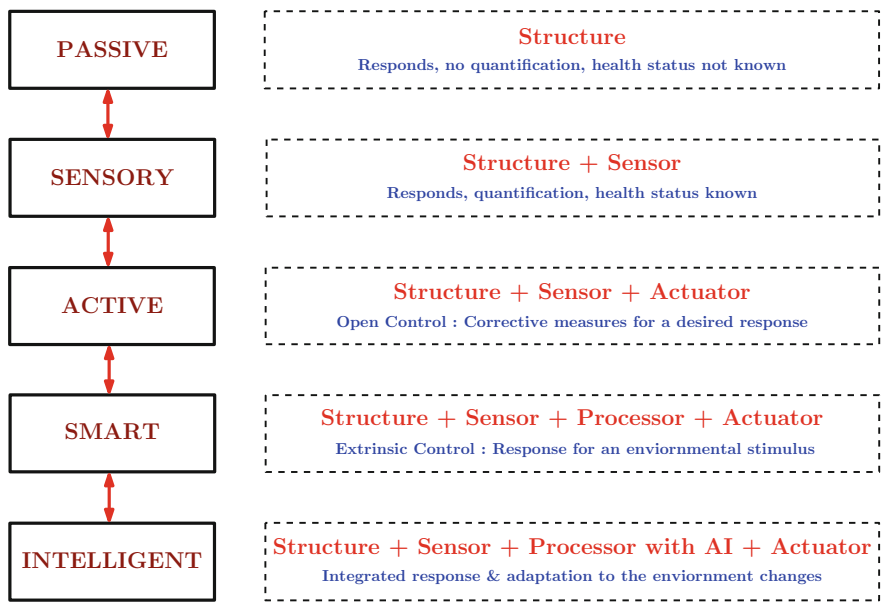 PASSIVE
Structure
Responds, no quantification, health status not known
SENSORY
Structure + Sensor
Responds, quantification, health status known
ACTIVE
Structure + Sensor + Actuator
Open Control : Corrective measures for a desired response
SMART
Structure + Sensor + Processor + Actuator
Extrinsic Control : Response for an enviornmental stimulus
INTELLIGENT
Structure + Sensor + Processor with AI + Actuator
Integrated response & adaptation to the enviornment changes